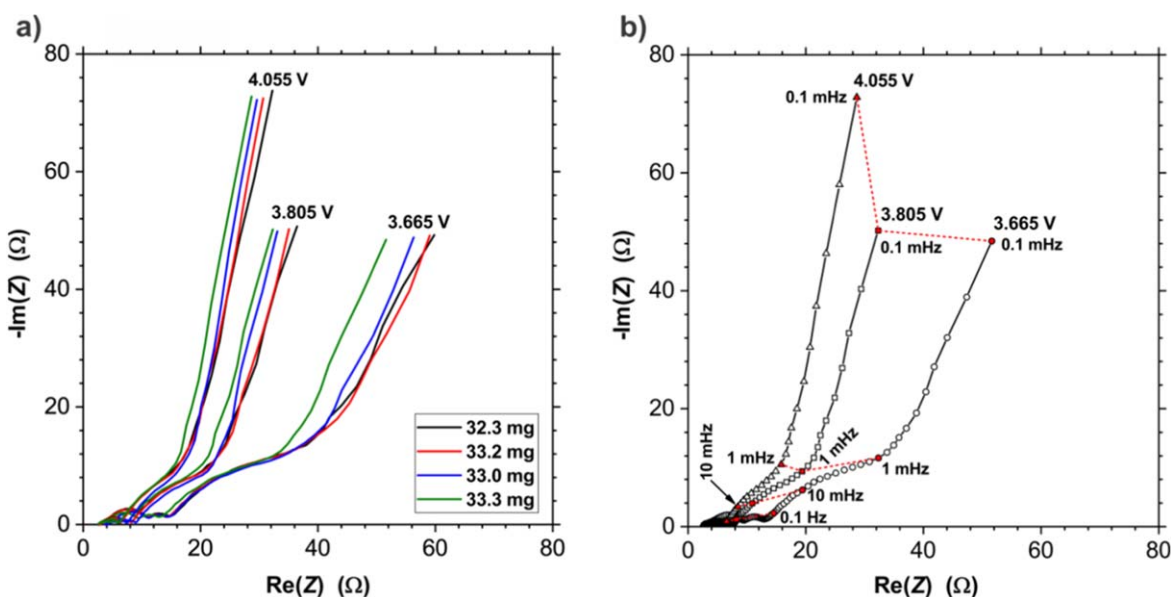 a)
80
60
40
20
0
-Im(Z) (Ω)
4.055 V
3.805 V
3.665 V
32.3 mg
33.2 mg
33.0 mg
33.3 mg
0 20 40 60 80
Re(Z) (Ω)
b)
80
60
40
20
0
-Im(Z) (Ω)
4.055 V
0.1 mHz
3.805 V
0.1 mHz
3.665 V
0.1 mHz
10 mHz
1 mHz
1 mHz
1 mHz
10 mHz
0.1 Hz
0 20 40 60 80
Re(Z) (Ω)